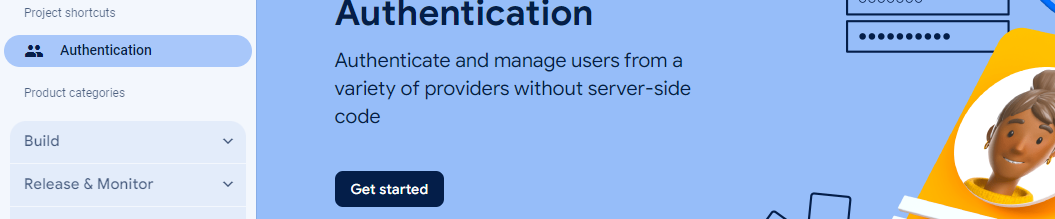 Project shortcuts
Authentication
Product categories
Build
Release & Monitor
Authentication
Authenticate and manage users from a
variety of providers without server-side
code
Get started